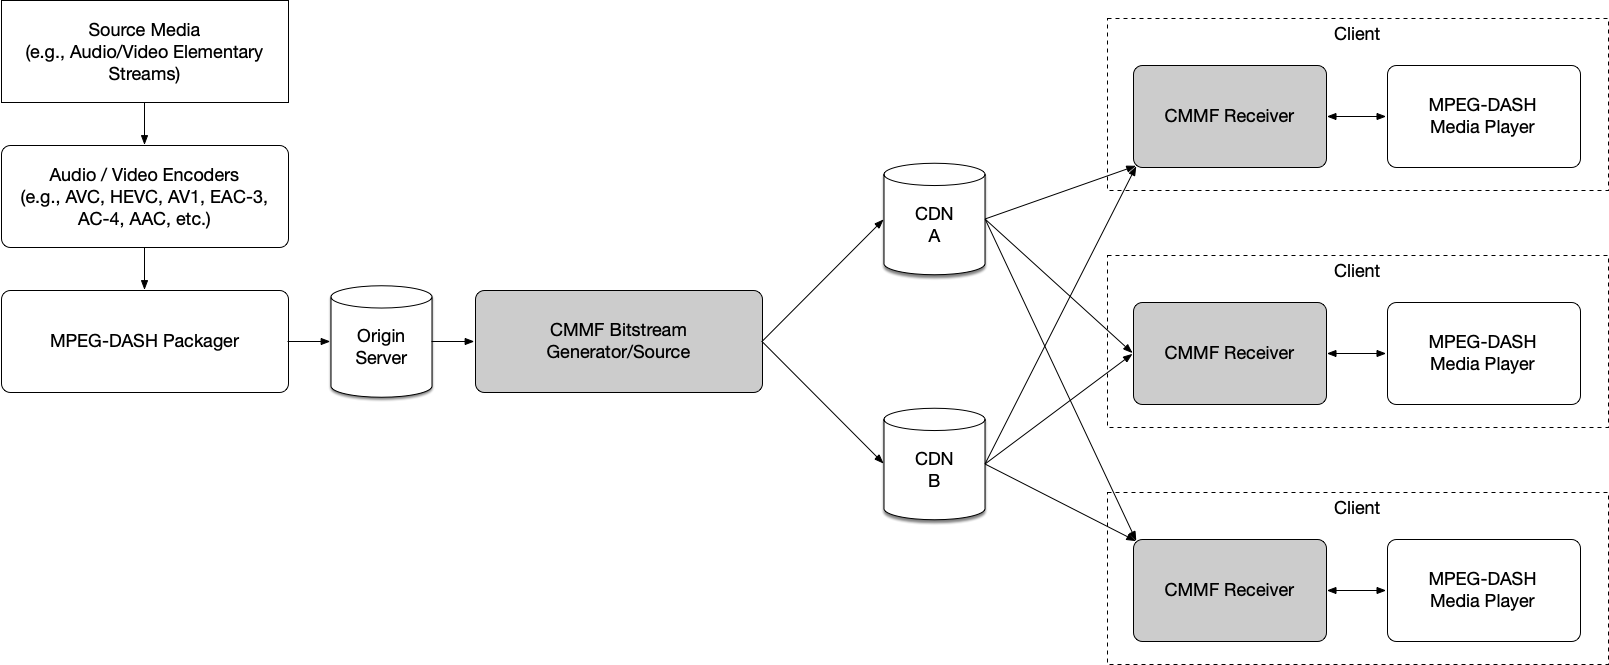 Source Media
(e.g., Audio/Video Elementary
Streams)
Audio / Video Encoders
(e.g., AVC, HEVC, AV1, EAC-3,
AC-4, AAC, etc.)
MPEG-DASH Packager
Origin
Server
CMMF Bitstream
Generator/Source
CDN
A
CDN
B
Client
CMMF Receiver
MPEG-DASH
Media Player
Client
CMMF Receiver
MPEG-DASH
Media Player
Client
CMMF Receiver
MPEG-DASH
Media Player